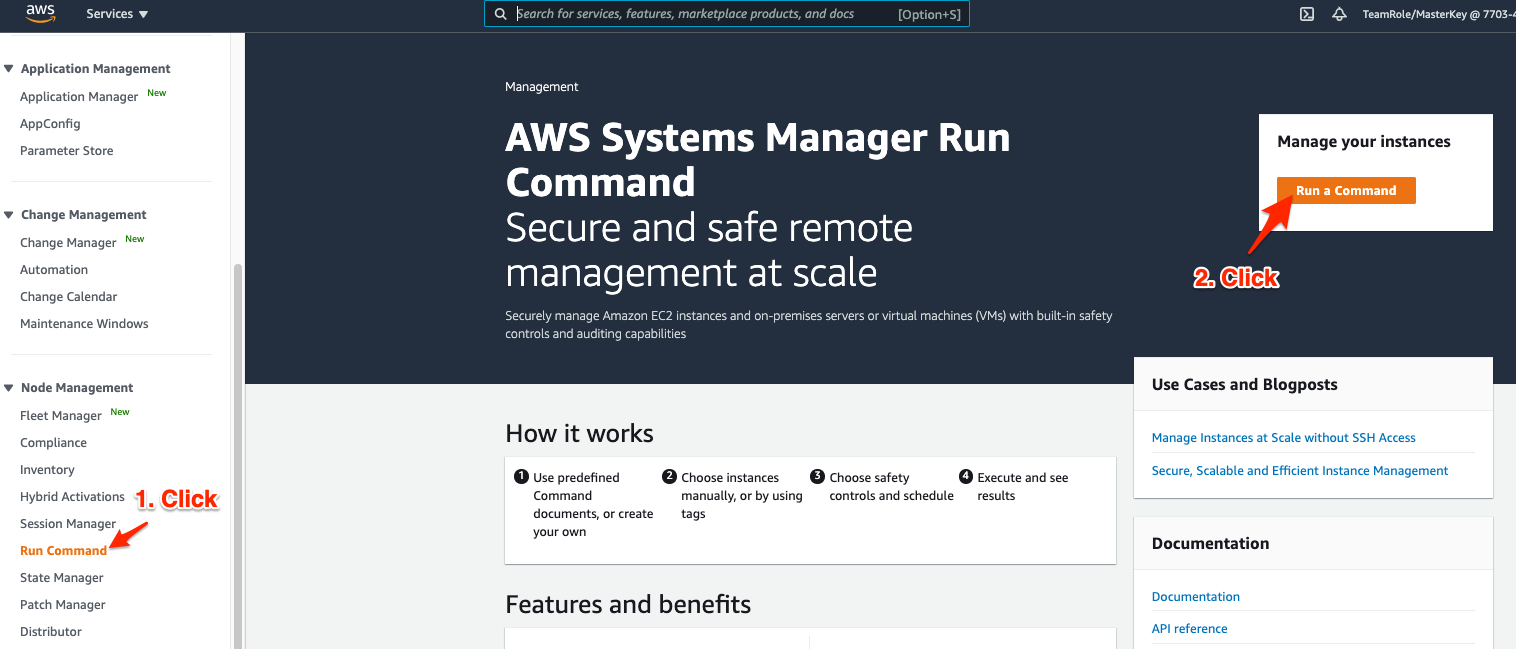 aws
Services
Search for services, features, marketplace products, and docs
[Option+S]
TeamRole/MasterKey @ 7703-4
Application Management
Application Manager New
AppConfig
Parameter Store
Change Management
Change Manager New
Automation
Change Calendar
Maintenance Windows
Node Management
Fleet Manager New
Compliance
Inventory
Hybrid Activations
1. Click
Session Manager
Run Command
State Manager
Patch Manager
Distributor
Management
AWS Systems Manager Run
Command
Secure and safe remote
management at scale
Securely manage Amazon EC2 instances and on-premises servers or virtual machines (VMs) with built-in safety
controls and auditing capabilities
Manage your instances
Run a Command
2. Click
How it works
1 Use predefined
Command
documents, or create
your own
2 Choose instances
manually, or by using
tags
3 Choose safety
controls and schedule
4 Execute and see
results
Features and benefits
Use Cases and Blogposts
Manage Instances at Scale without SSH Access
Secure, Scalable and Efficient Instance Management
Documentation
Documentation
API reference